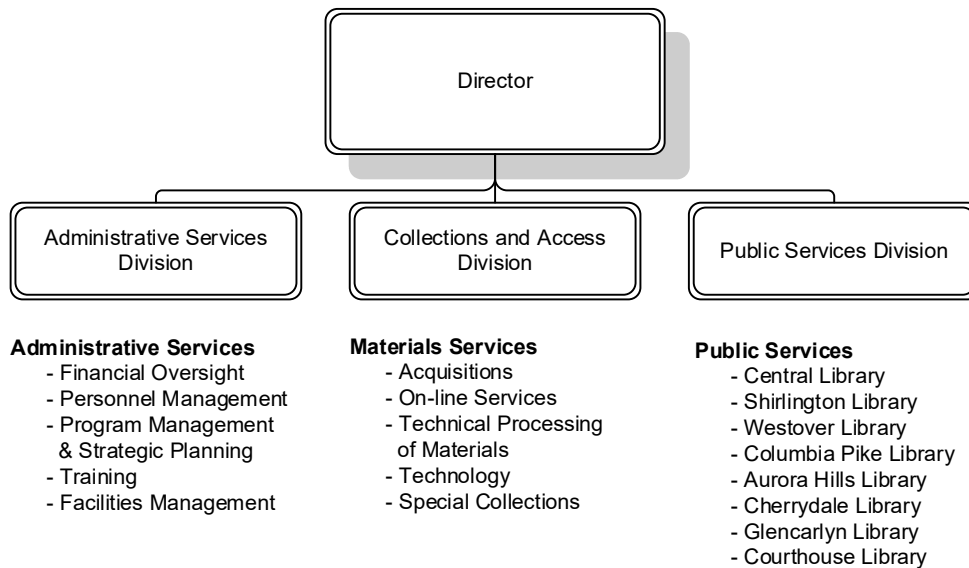 Director
Administrative Services
Division
Collections and Access
Division
Public Services Division
Administrative Services
- Financial Oversight
- Personnel Management
- Program Management
& Strategic Planning
- Training
- Facilities Management
Materials Services
- Acquisitions
- On-line Services
- Technical Processing
of Materials
- Technology
- Special Collections
Public Services
- Central Library
- Shirlington Library
- Westover Library
- Columbia Pike Library
- Aurora Hills Library
- Cherrydale Library
- Glencarlyn Library
- Courthouse Library